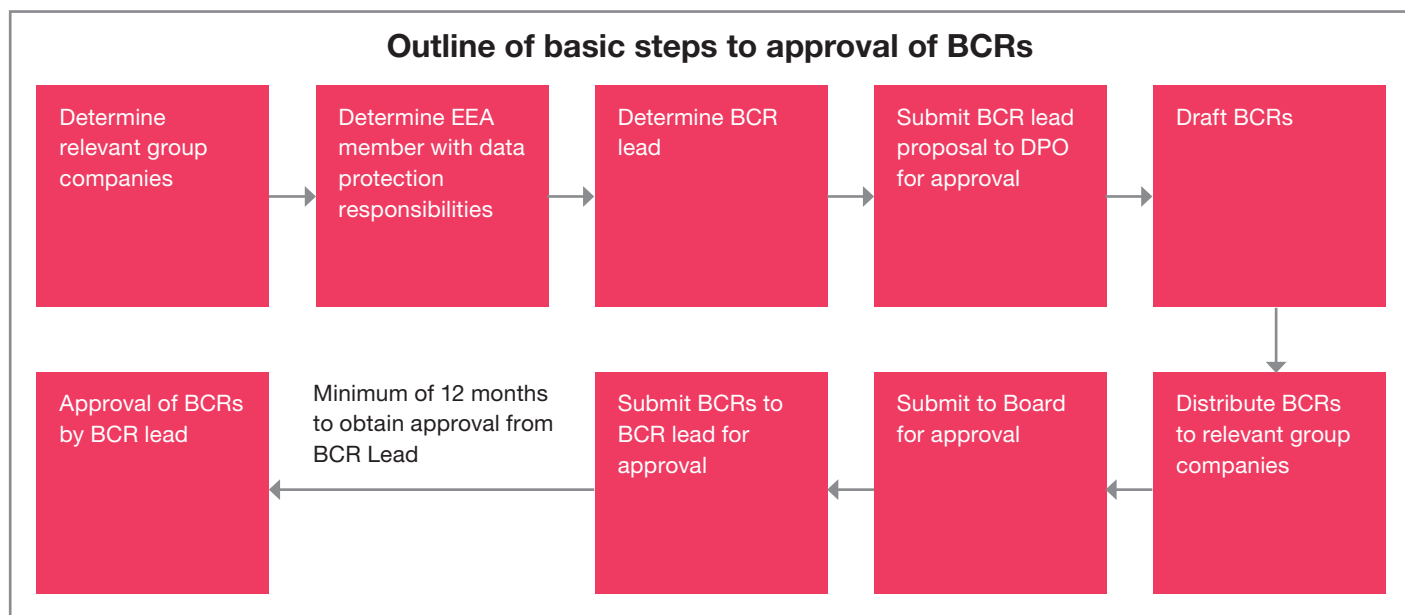 Outline of basic steps to approval of BCRs
Determine
relevant group
companies
Determine EEA
member with data
protection
responsibilities
Determine BCR
lead
Submit BCR lead
proposal to DPO
for approval
Draft BCRs
Approval of BCRs
by BCR lead
Minimum of 12 months
to obtain approval from
BCR Lead
Submit BCRs to
BCR lead for
approval
Submit to Board
for approval
Distribute BCRs
to relevant group
companies